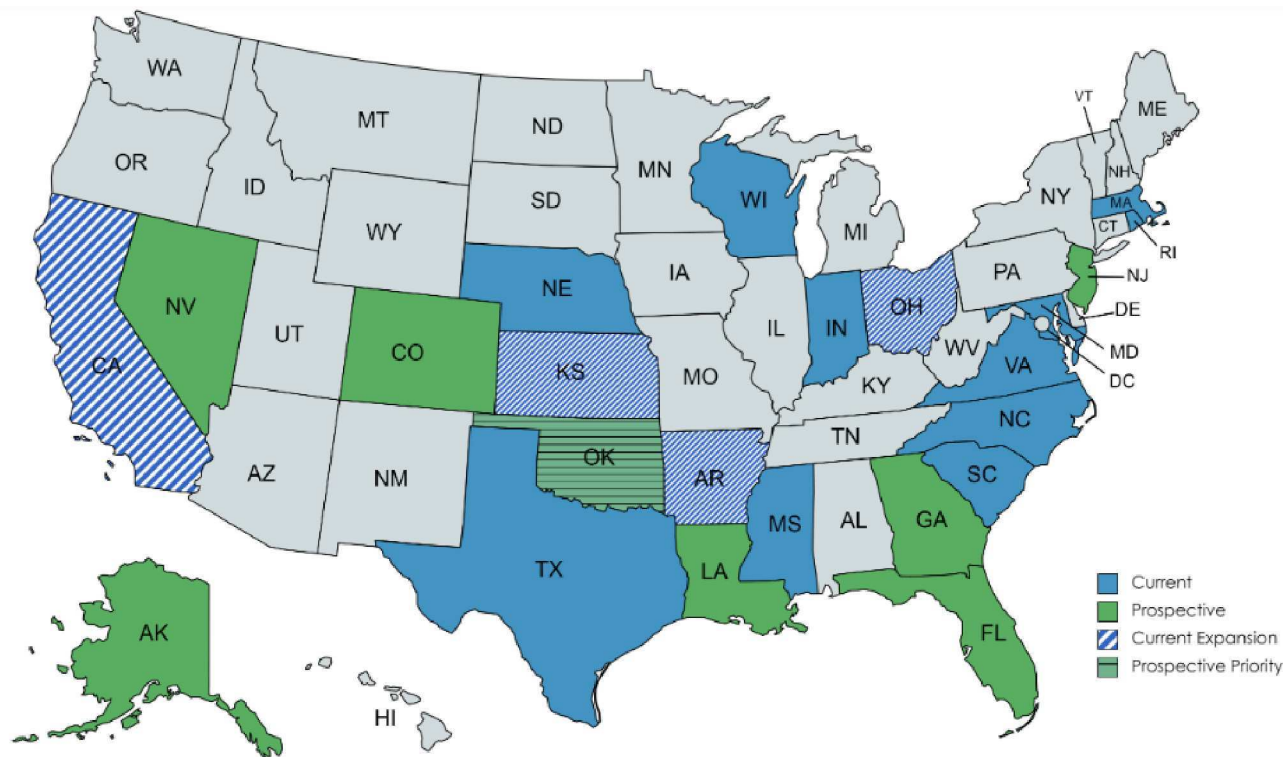 WA
MT
ND
MN
VT
ME
OR
ID
SD
WI
NY
NH
MA
WY
MI
CT
RI
IA
PA
NJ
NV
NE
OH
DE
UT
CO
IL
IN
WV
MD
CA
KS
MO
KY
VA
DC
TN
NC
AZ
NM
OK
AR
SC
MS
AL
GA
TX
LA
AK
FL
HI
Current
Prospective
Current Expansion
Prospective Priority